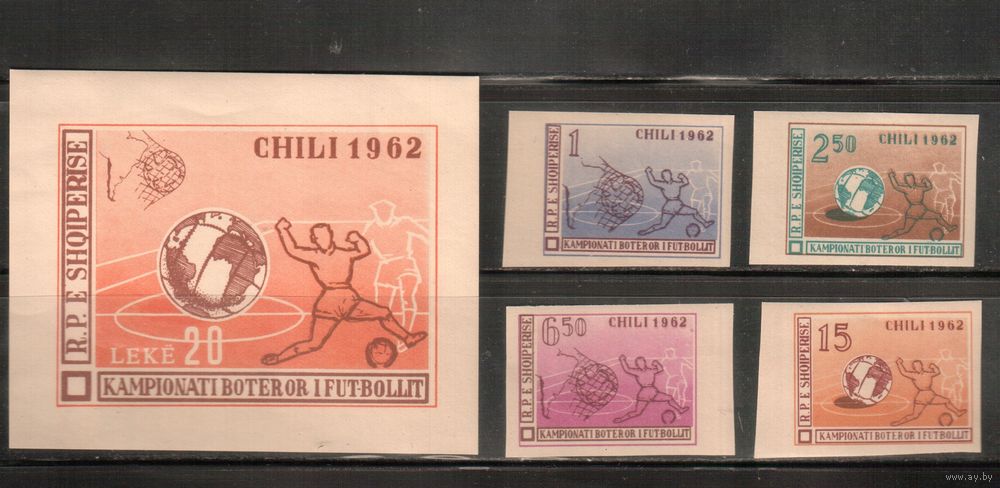 CHILI 1962
R.P.E SHQIPERISE
LEKË 20
KAMPIONATI BOTEROR I FUT-BOLLIT
1
CHILI 1962
R.P.E SHQIPERISE
KAMPIONATI BOTEROR I FUTBOLLIT
2 50
CHILI 1962
R.P.E SHQIPERISE
KAMPIONATI BOTEROR I FUTBOLLIT
6 50
CHILI 1962
R.P.E SHQIPERISE
KAMPIONATI BOTEROR I FUTBOLLIT
15
CHILI 1962
R.P.E SHQIPERISE
KAMPIONATI BOTEROR I FUTBOLLIT
www.ay.by